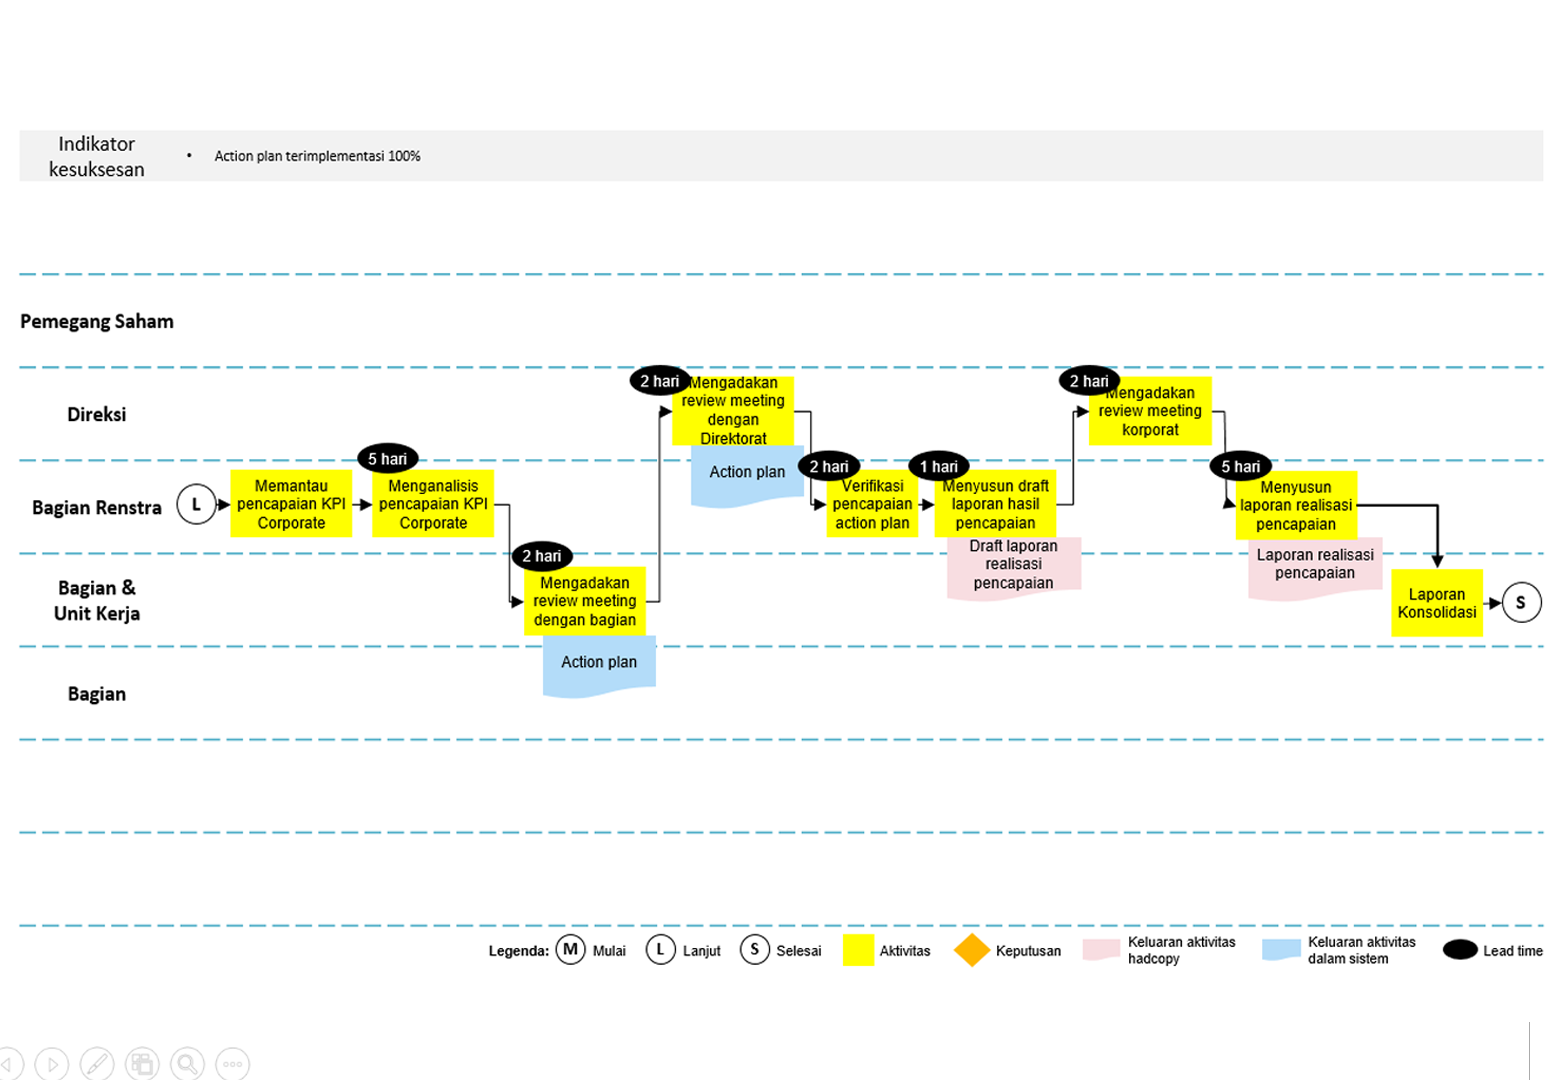 Indikator
kesuksesan
• Action plan terimplementasi 100%
Pemegang Saham
Direksi
2 hari
Mengadakan
review meeting
dengan
Direktorat
Action plan
2 hari
Mengadakan
review meeting
korporat
Bagian Renstra
L
Memantau
pencapaian KPI
Corporate
5 hari
Menganalisis
pencapaian KPI
Corporate
2 hari
Verifikasi
pencapaian
action plan
1 hari
Menyusun draft
laporan hasil
pencapaian
Draft laporan
realisasi
pencapaian
5 hari
Menyusun
laporan realisasi
pencapaian
Laporan realisasi
pencapaian
Bagian &
Unit Kerja
2 hari
Mengadakan
review meeting
dengan bagian
Action plan
Laporan
Konsolidasi
S
Bagian
Legenda:
M Mulai
L Lanjut
S Selesai
Aktivitas
Keputusan
Keluaran aktivitas
hadcopy
Keluaran aktivitas
dalam sistem
Lead time